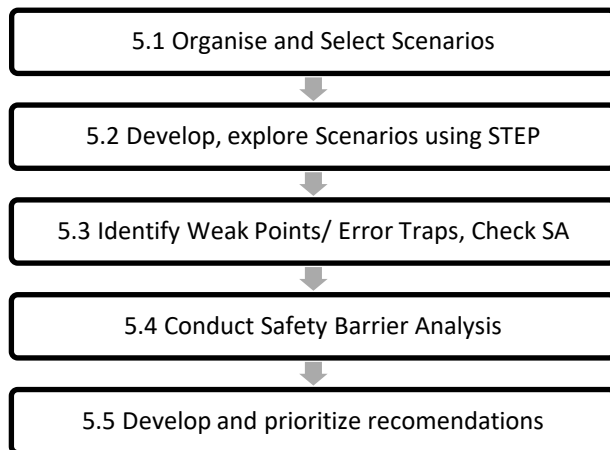 5.1 Organise and Select Scenarios
5.2 Develop, explore Scenarios using STEP
5.3 Identify Weak Points/ Error Traps, Check SA
5.4 Conduct Safety Barrier Analysis
5.5 Develop and prioritize recomendations